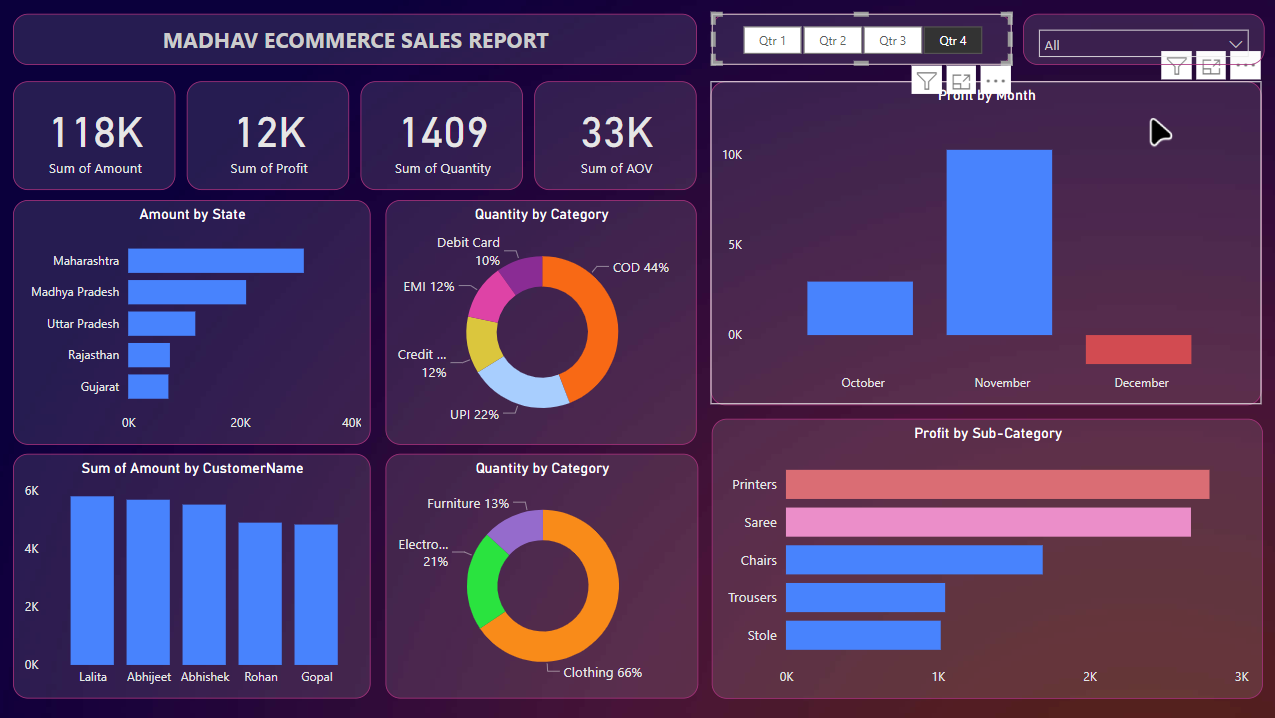 MADHAV ECOMMERCE SALES REPORT
Qtr 1
Qtr 2
Qtr 3
Qtr 4
All
118K
Sum of Amount
12K
Sum of Profit
1409
Sum of Quantity
33K
Sum of AOV
Profit by Month
10K
5K
0K
October
November
December
Amount by State
Maharashtra
Madhya Pradesh
Uttar Pradesh
Rajasthan
Gujarat
0K
20K
40K
Quantity by Category
Debit Card
10%
COD 44%
EMI 12%
Credit ...
12%
UPI 22%
Profit by Sub-Category
Printers
Saree
Chairs
Trousers
Stole
0K
1K
2K
3K
Sum of Amount by CustomerName
6K
4K
2K
0K
Lalita
Abhijeet
Abhishek
Rohan
Gopal
Quantity by Category
Furniture 13%
Electro...
21%
Clothing 66%